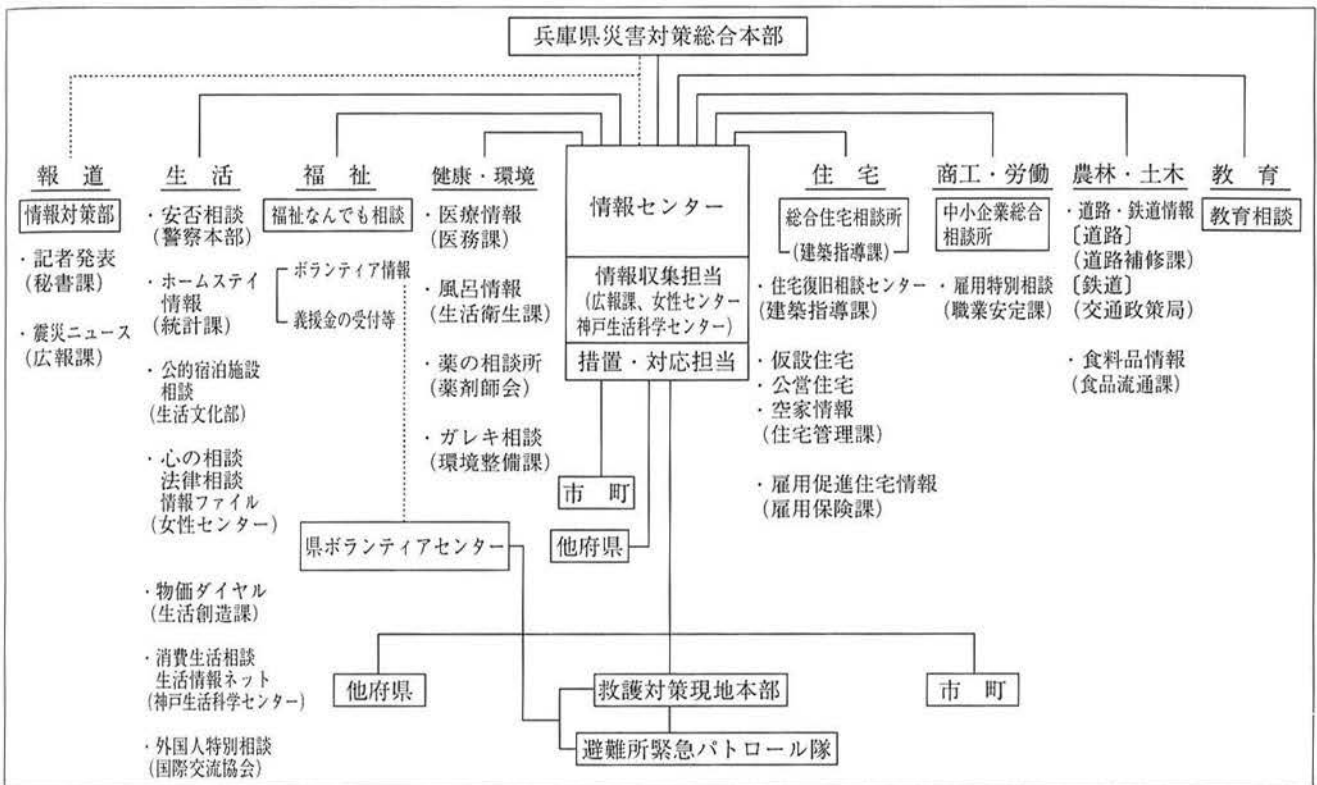 兵庫県災害対策総合本部
報道
情報対策部
・記者発表
(秘書課)
・震災ニュース
(広報課)
生活
・安否相談
(警察本部)
・ホームステイ
情報
(統計課)
・公的宿泊施設
相談
(生活文化部)
・心の相談
法律相談
情報ファイル
(女性センター)
・物価ダイヤル
(生活創造課)
・消費生活相談
生活情報ネット
(神戸生活科学センター)
・外国人特別相談
(国際交流協会)
福祉
福祉なんでも相談
ボランティア情報
義援金の受付等
健康・環境
・医療情報
(医務課)
・風呂情報
(生活衛生課)
・薬の相談所
(薬剤師会)
・ガレキ相談
(環境整備課)
情報センター
情報収集担当
(広報課、女性センター
神戸生活科学センター)
措置・対応担当
住宅
総合住宅相談所
(建築指導課)
・住宅復旧相談センター
(建築指導課)
・仮設住宅
・公営住宅
・空家情報
(住宅管理課)
・雇用促進住宅情報
(雇用保険課)
商工・労働
中小企業総合
相談所
・雇用特別相談
(職業安定課)
農林・土木
・道路・鉄道情報
〔道路〕
(道路補修課)
〔鉄道〕
(交通政策局)
・食料品情報
(食品流通課)
教育
教育相談
市町
他府県
県ボランティアセンター
他府県
救護対策現地本部
市町
避難所緊急パトロール隊